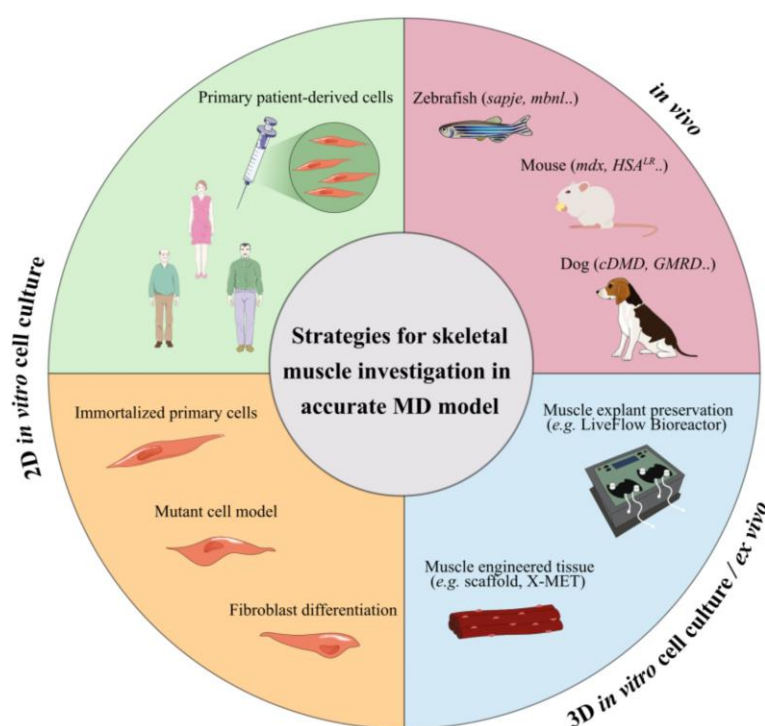 Primary patient-derived cells
Zebrafish (sapje, mbnl..)
in vivo
Mouse (mdx, HSA^LR..)
Dog (cDMD, GMRD..)
2D in vitro cell culture
Strategies for skeletal
muscle investigation in
accurate MD model
Immortalized primary cells
Mutant cell model
Fibroblast differentiation
Muscle explant preservation
(e.g. LiveFlow Bioreactor)
Muscle engineered tissue
(e.g. scaffold, X-MET)
3D in vitro cell culture / ex vivo